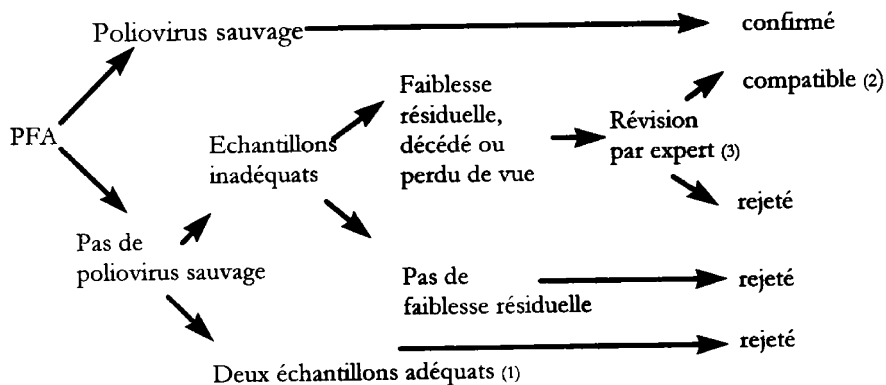 Poliovirus sauvage
confirmé
compatible (2)
Faiblesse
résiduelle,
décédé ou
perdu de vue
PFA
Echantillons
inadéquats
Révision
par expert (3)
rejeté
Pas de
poliovirus sauvage
Pas de
faiblesse résiduelle
rejeté
rejeté
Deux échantillons adéquats (1)